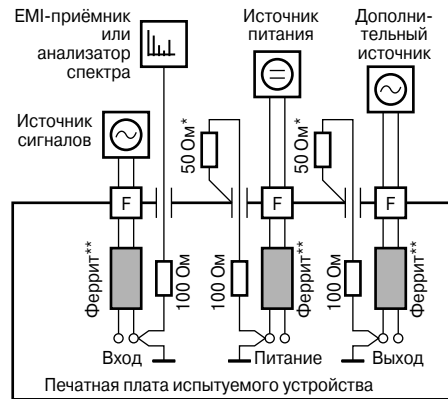 EMI-приёмник
или
анализатор
спектра
Источник
питания
Дополни-
тельный
источник
Источник
сигналов
50 Ом*
50 Ом*
F
F
F
Феррит**
100 Ом
100 Ом
Феррит**
100 Ом
Феррит**
Вход
Питание
Выход
Печатная плата испытуемого устройства